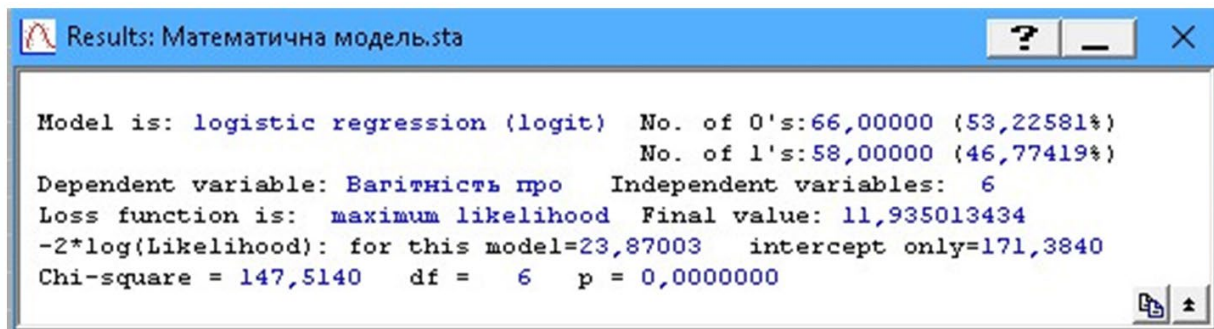 Results: Математична модель.sta
Model is: logistic regression (logit) No. of 0's:66,00000 (53,22581%)
No. of 1's:58,00000 (46,77419%)
Dependent variable: Вагітність про Independent variables: 6
Loss function is: maximum likelihood Final value: 11,935013434
-2*log(Likelihood): for this model=23,87003 intercept only=171,3840
Chi-square = 147,5140 df = 6 p = 0,0000000